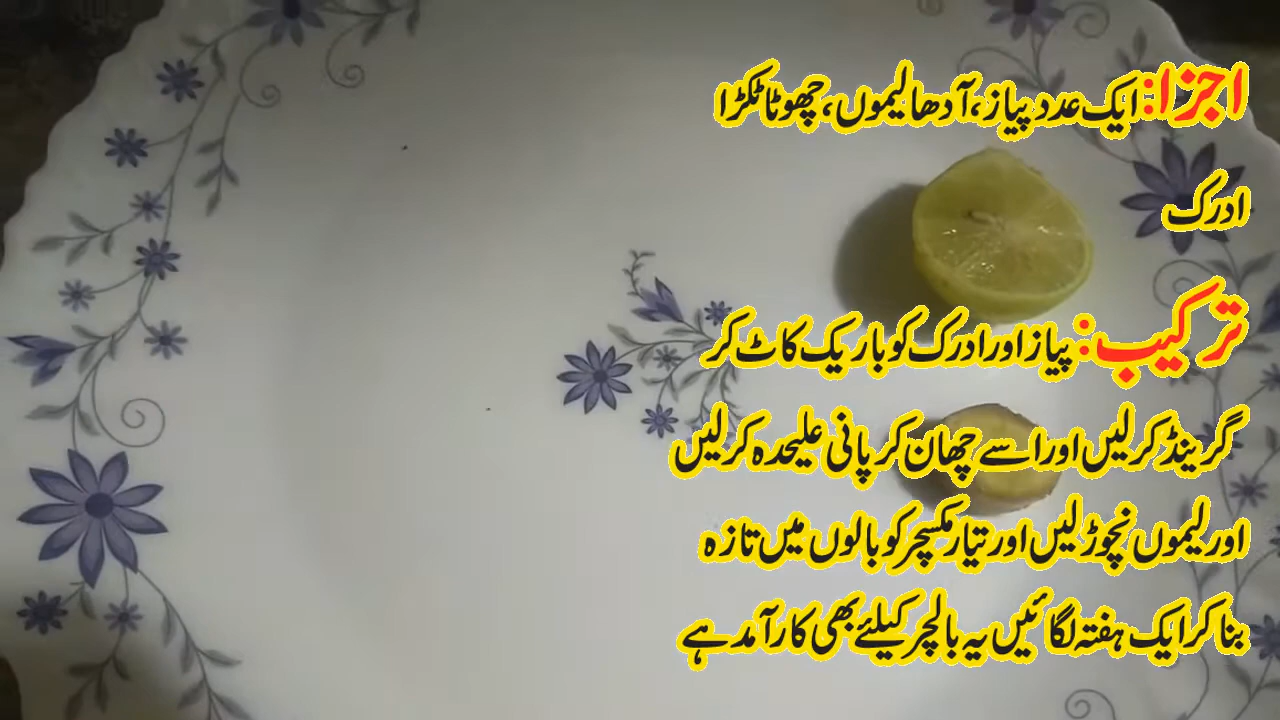 اجزا: ایک عدد پیاز، آدھا لیموں، چھوٹا ٹکڑا
ادرک
ترکیب: پیاز اور ادرک کو باریک کاٹ کر
گرینڈ کرلیں اور اسے چھان کر پانی علیحدہ کرلیں
اور لیموں نچوڑ لیں اور تیار مکسچر کو بالوں میں تازہ
بنا کر ایک ہفتہ لگائیں یہ بالچر کیلئے بھی کارآمد ہے